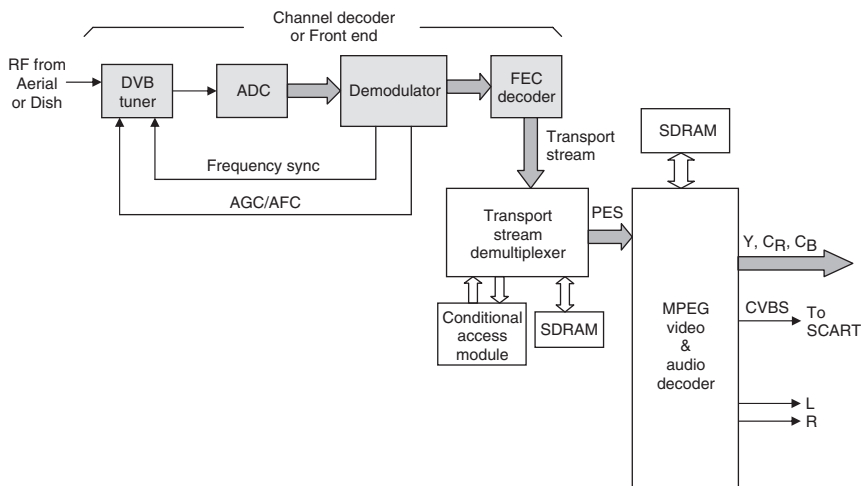 Channel decoder
or Front end
RF from
Aerial
or Dish
DVB
tuner
ADC
Demodulator
FEC
decoder
Frequency sync
AGC/AFC
Transport
stream
SDRAM
Transport
stream
demultiplexer
PES
Y, CR, CB
Conditional
access
module
SDRAM
MPEG
video
&
audio
decoder
CVBS
To
SCART
L
R